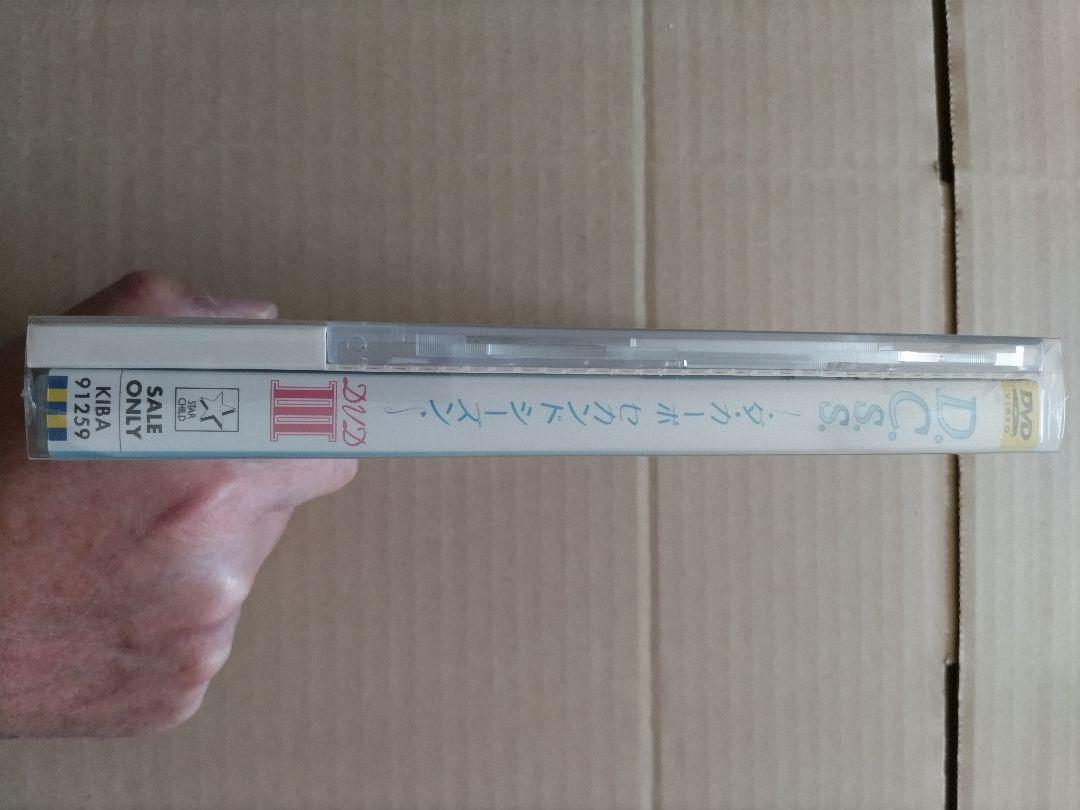 DVD
VIDEO
D.C.S.S.
～ダ・カーポ セカンドシーズン～
DVD
III
STAR
CHILD
SALE
ONLY
KIBA
91259